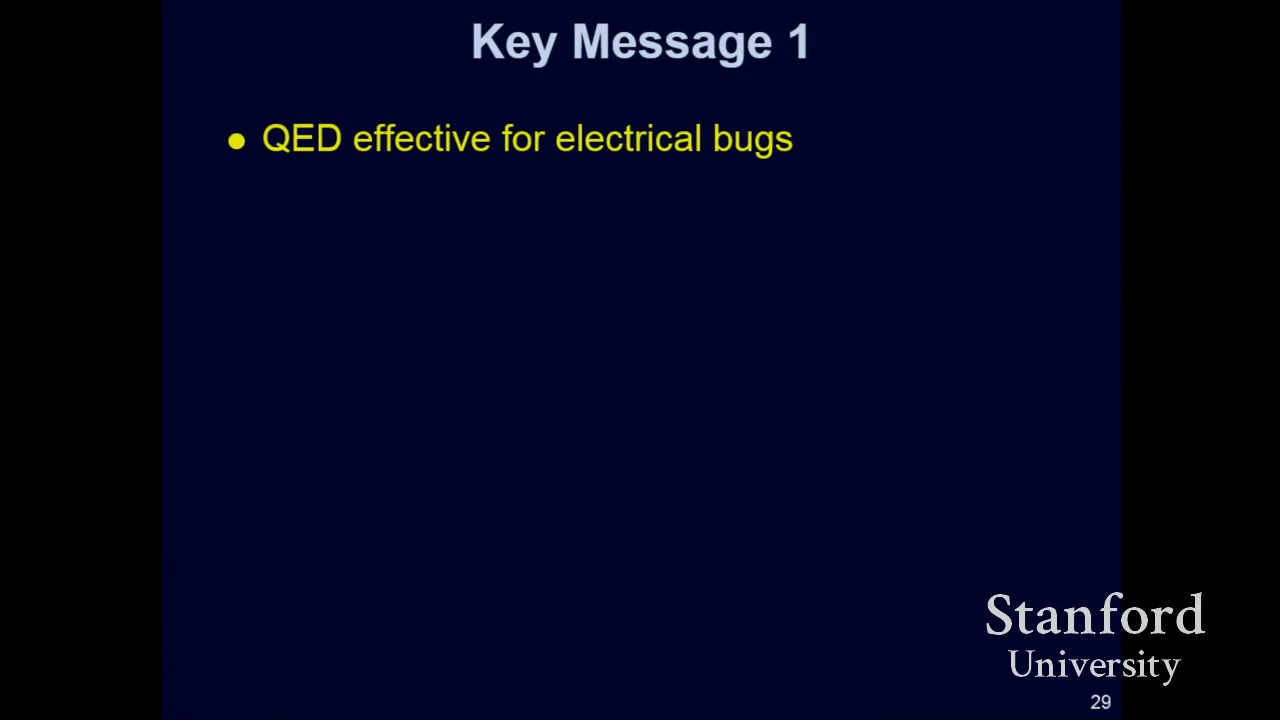 Key Message 1
● QED effective for electrical bugs
Stanford
University
29